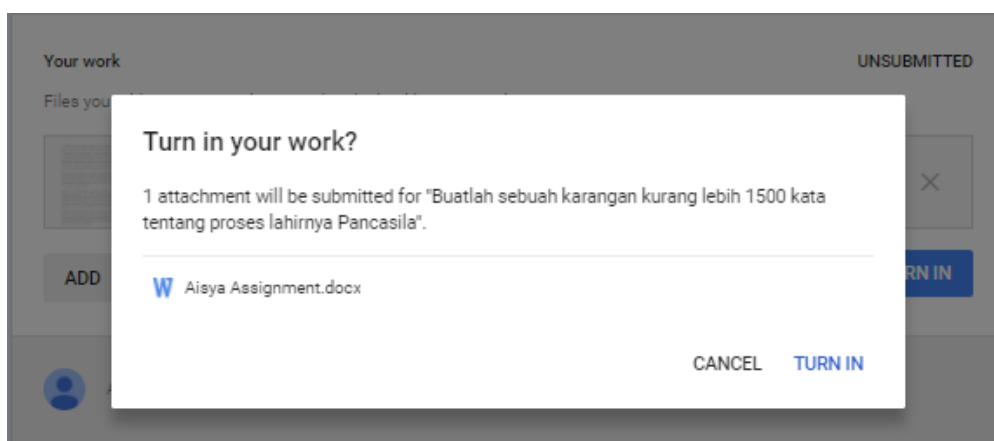 Your work
UNSUBMITTED
Files you
Turn in your work?
1 attachment will be submitted for "Buatlah sebuah karangan kurang lebih 1500 kata
tentang proses lahirnya Pancasila".
W Aisya Assignment.docx
ADD
RN IN
CANCEL TURN IN